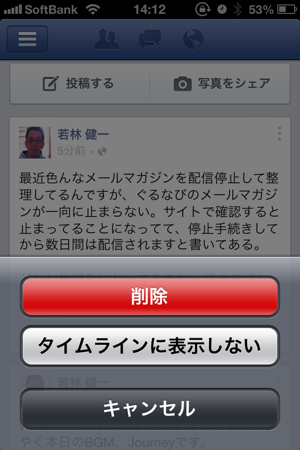 SoftBank 14:12 53%
投稿する 写真をシェア
若林 健一
5分前・
最近色んなメールマガジンを配信停止して整
理してるんですが、ぐるなびのメールマガジ
ンが一向に止まらない。サイトで確認すると
止まってることになってて、停止手続きして
から数日間は配信されますと書いてある。
削除
タイムラインに表示しない
若林 健一
キャンセル
やく本日のBGM、Journeyです。